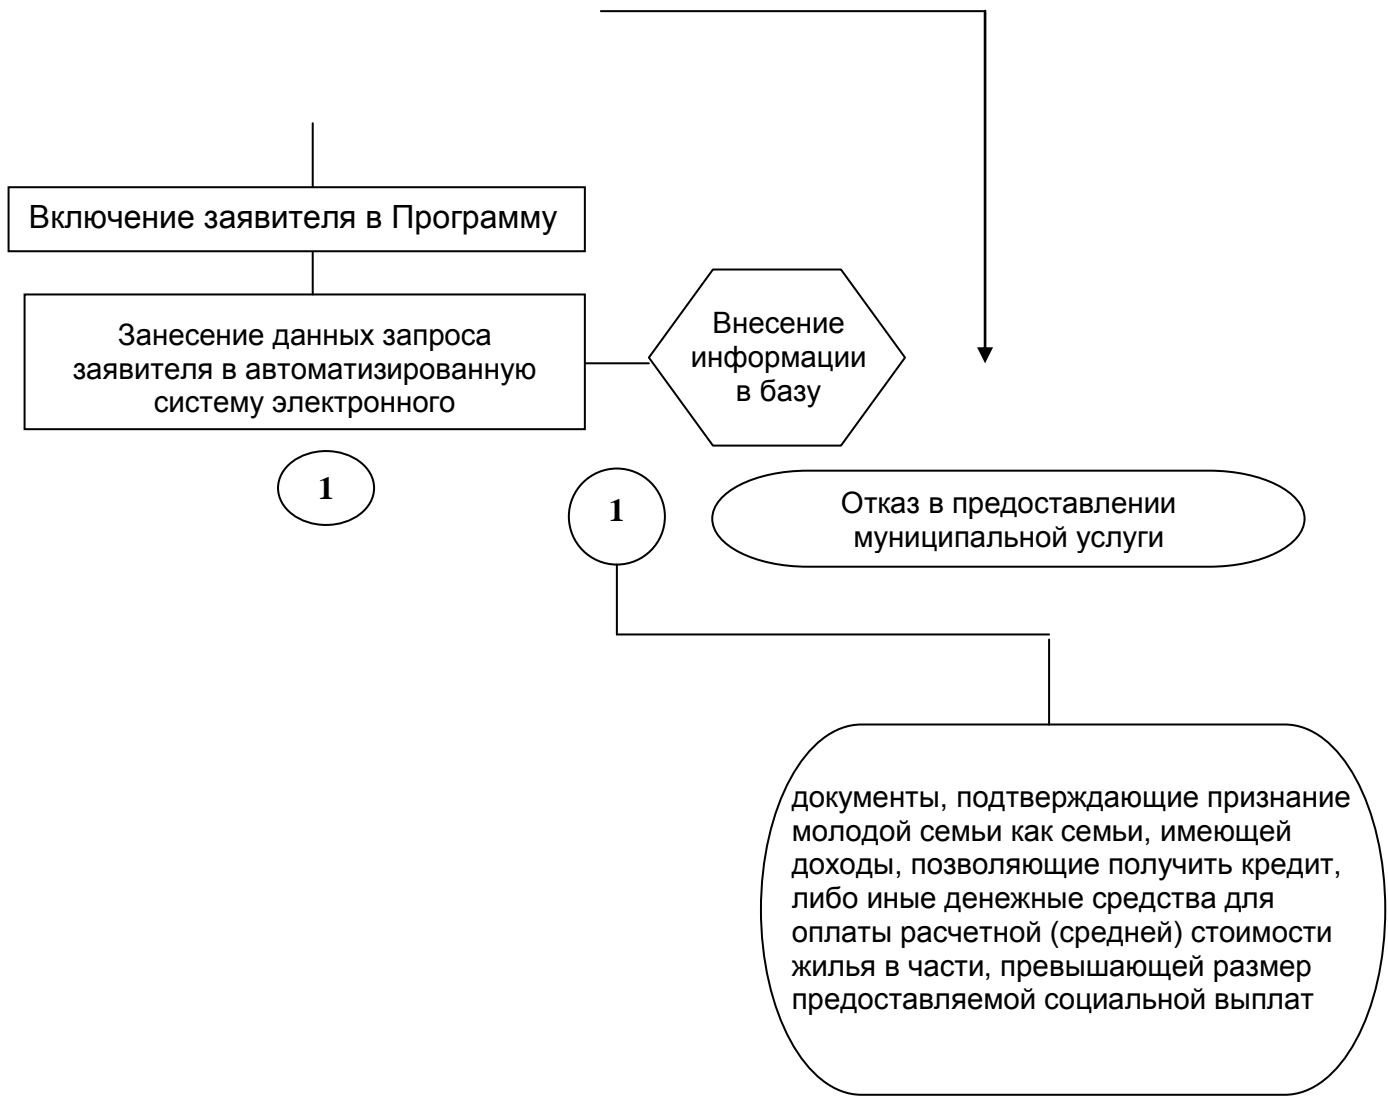 Включение заявителя в Программу
Занесение данных запроса
заявителя в автоматизированную
систему электронного
Внесение
информации
в базу
1
1
Отказ в предоставлении
муниципальной услуги
документы, подтверждающие признание
молодой семьи как семьи, имеющей
доходы, позволяющие получить кредит,
либо иные денежные средства для
оплаты расчетной (средней) стоимости
жилья в части, превышающей размер
предоставляемой социальной выплат